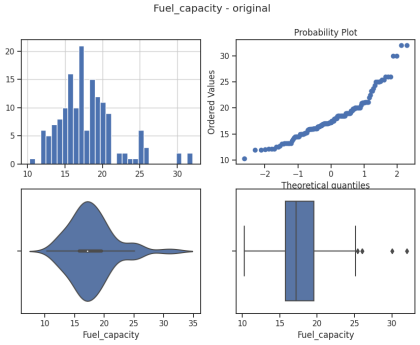 Fuel_capacity - original
Probability Plot
20
15
10
5
0
10 15 20 25 30
Ordered Values
30
25
20
15
10
−2 −1 0 1 2
Theoretical quantiles
10 15 20 25 30 35
Fuel_capacity
10 15 20 25 30
Fuel_capacity